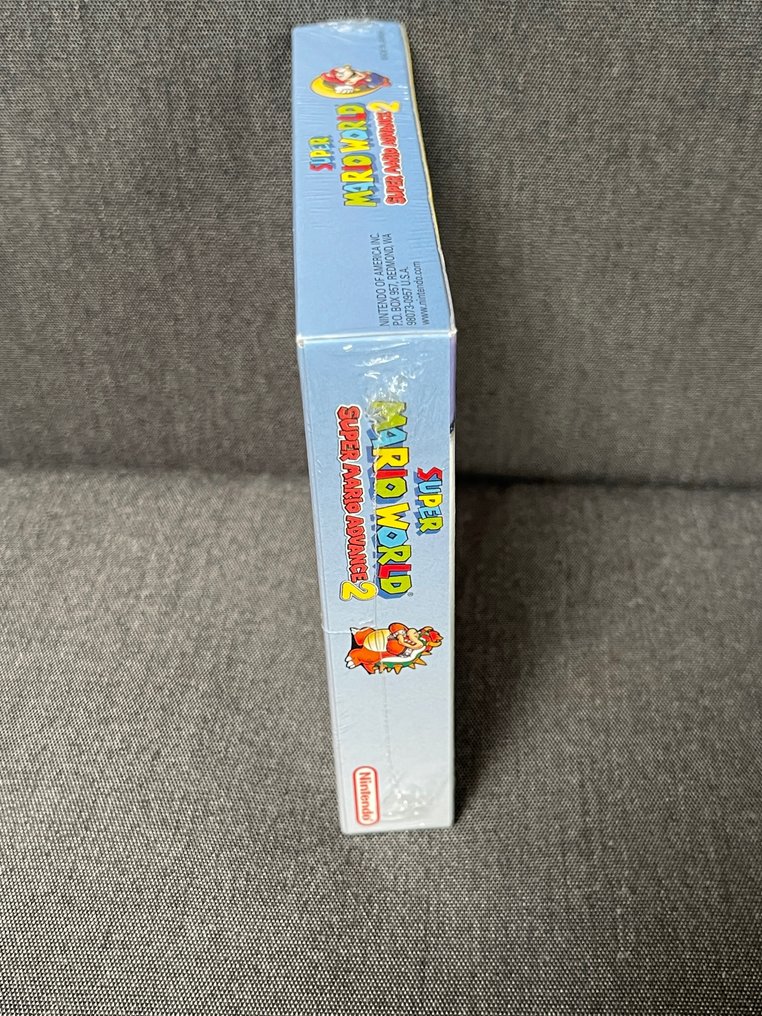 SUPER
MARIO WORLD
SUPER MARIO ADVANCE 2
NINTENDO OF AMERICA INC.
P.O. BOX 957, REDMOND, WA
98073-0957 U.S.A.
www.nintendo.com
SUPER
MARIO WORLD®
SUPER MARIO ADVANCE 2
Nintendo®